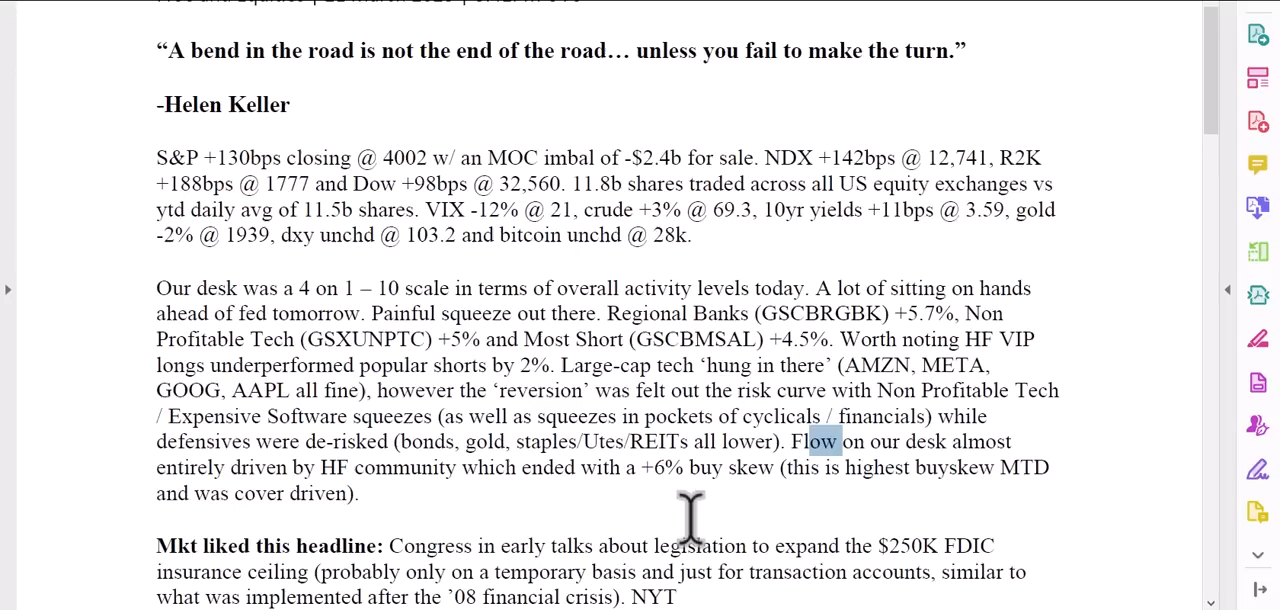 “A bend in the road is not the end of the road… unless you fail to make the turn.”
-Helen Keller
S&P +130bps closing @ 4002 w/ an MOC imbal of -$2.4b for sale. NDX +142bps @ 12,741, R2K
+188bps @ 1777 and Dow +98bps @ 32,560. 11.8b shares traded across all US equity exchanges vs
ytd daily avg of 11.5b shares. VIX -12% @ 21, crude +3% @ 69.3, 10yr yields +11bps @ 3.59, gold
-2% @ 1939, dxy unchd @ 103.2 and bitcoin unchd @ 28k.
Our desk was a 4 on 1 – 10 scale in terms of overall activity levels today. A lot of sitting on hands
ahead of fed tomorrow. Painful squeeze out there. Regional Banks (GSCBRGBK) +5.7%, Non
Profitable Tech (GSXUNPTC) +5% and Most Short (GSCBMSAL) +4.5%. Worth noting HF VIP
longs underperformed popular shorts by 2%. Large-cap tech ‘hung in there’ (AMZN, META,
GOOG, AAPL all fine), however the ‘reversion’ was felt out the risk curve with Non Profitable Tech
/ Expensive Software squeezes (as well as squeezes in pockets of cyclicals / financials) while
defensives were de-risked (bonds, gold, staples/Utes/REITs all lower). Flow on our desk almost
entirely driven by HF community which ended with a +6% buy skew (this is highest buyskew MTD
and was cover driven).
Mkt liked this headline: Congress in early talks about legislation to expand the $250K FDIC
insurance ceiling (probably only on a temporary basis and just for transaction accounts, similar to
what was implemented after the ’08 financial crisis). NYT